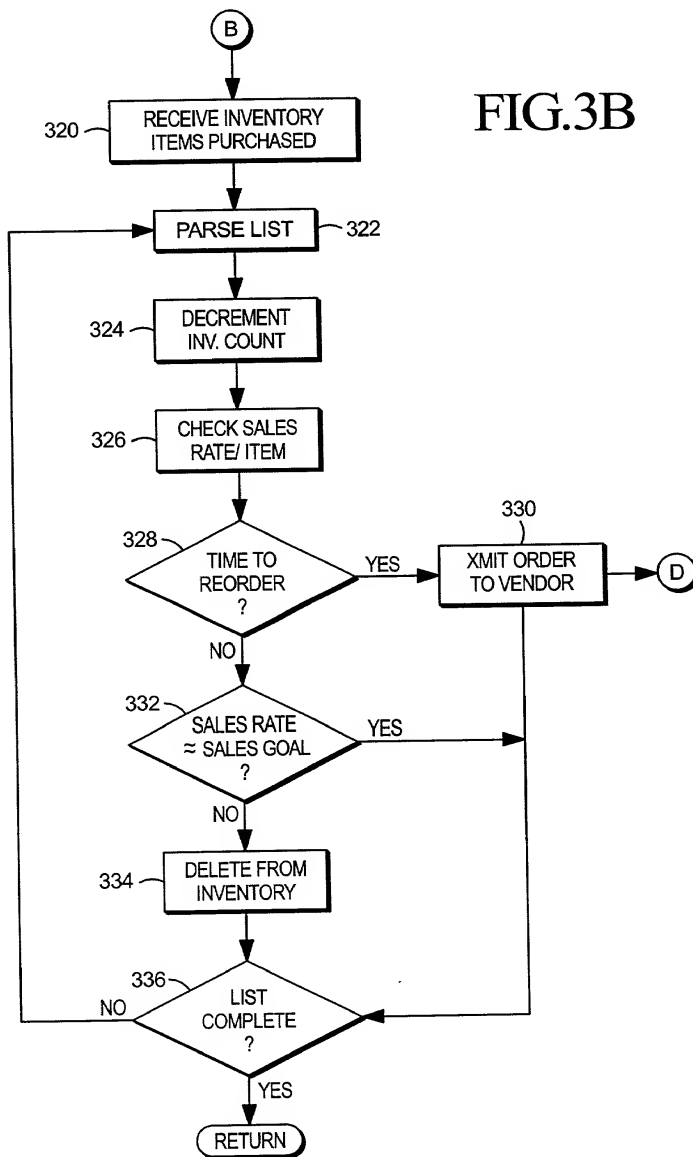 B
FIG.3B
320
RECEIVE INVENTORY
ITEMS PURCHASED
PARSE LIST
322
324
DECREMENT
INV. COUNT
326
CHECK SALES
RATE/ ITEM
328
TIME TO
REORDER
?
YES
330
XMIT ORDER
TO VENDOR
D
NO
332
SALES RATE
≈ SALES GOAL
?
YES
NO
334
DELETE FROM
INVENTORY
336
NO
LIST
COMPLETE
?
YES
RETURN